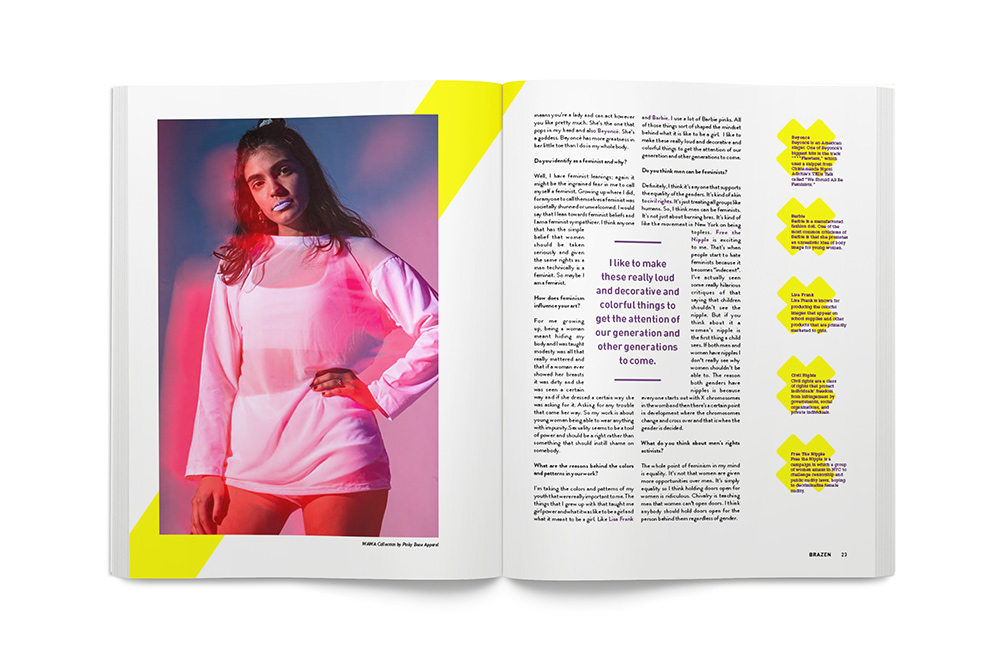 WAWA Collection by Pinky Dune Apparel
means you're a lady and can act however
you like pretty much. She's the one that
pops in my head and also Beyoncé. She's
a goddess. Beyoncé has more greatness in
her little toe than I do in my whole body.
Do you identify as a feminist and why?
Well, I have feminist leanings; again it
might be the ingrained fear in me to call
myself a feminist. Growing up where I did,
for anyone to call themselves a feminist was
societally shunned or unwelcomed. I would
say that I lean towards feminist beliefs and
I am a feminist sympathizer. I think any one
that has the simple
belief that women
should be taken
seriously and given
the same rights as a
man technically is a
feminist. So maybe I
am a feminist.
How does feminism
influence your art?
For me growing
up, being a woman
meant hiding my
body and I was taught
modesty was all that
really mattered and
that if a woman ever
showed her breasts
it was dirty and she
was seen a certain
way and if she dressed a certain way she
was asking for it. Asking for any trouble
that came her way. So my work is about
young women being able to wear anything
with impunity. Sexuality seems to be a tool
of power and should be a right rather than
something that should instill shame on
somebody.
What are the reasons behind the colors
and patterns in your work?
I'm taking the colors and patterns of my
youth that were really important to me. The
things that I grew up with that taught me
girl power and what it was like to be a girl and
what it meant to be a girl. Like Lisa Frank
I like to make
these really loud
and decorative and
colorful things to
get the attention of
our generation and
other generations
to come.
and Barbie. I use a lot of Barbie pinks. All
of those things sort of shaped the mindset
behind what it is like to be a girl. I like to
make these really loud and decorative and
colorful things to get the attention of our
generation and other generations to come.
Do you think men can be feminists?
Definitely, I think it's any one that supports
the equality of the genders. It's kind of akin
to civil rights. It's just treating all groups like
humans. So, I think men can be feminists.
It's not just about burning bras. It's kind of
like the movement in New York on being
topless. Free the
Nipple is exciting
to me. That's when
people start to hate
feminists because it
becomes "indecent".
I've actually seen
some really hilarious
critiques of that
saying that children
shouldn't see the
nipple. But if you
think about it a
woman's nipple is
the first thing a child
sees. If both men and
women have nipples I
don't really see why
women shouldn't be
able to. The reason
both genders have
nipples is because
everyone starts out with X chromosomes
in the womb and then there's a certain point
in development where the chromosomes
change and cross over and that is when the
gender is decided.
What do you think about men's rights
activists?
The whole point of feminism in my mind
is equality. It's not that women are given
more opportunities over men. It's simply
equality so I think holding doors open for
women is ridiculous. Chivalry is teaching
men that women can't open doors. I think
anybody should hold doors open for the
person behind them regardless of gender.
Beyoncé
Beyoncé is an American
singer. One of Beyoncé's
biggest hits is the track
"***Flawless," which
uses a snippet from
Chimamanda Ngozi
Adichie's TEDx Talk
called "We Should All Be
Feminists."
Barbie
Barbie is a manufactured
fashion doll. One of the
most common criticisms of
Barbie is that she promotes
an unrealistic idea of body
image for young women.
Lisa Frank
Lisa Frank is known for
producing the colorful
images that appear on
school supplies and other
products that are primarily
marketed to girls.
Civil Rights
Civil rights are a class
of rights that protect
individuals' freedom
from infringement by
governments, social
organizations, and
private individuals.
Free The Nipple
Free the Nipple is a
campaign in which a group
of women amass in NYC to
challenge censorship and
public nudity laws, hoping
to decriminalize female
nudity.
BRAZEN 23